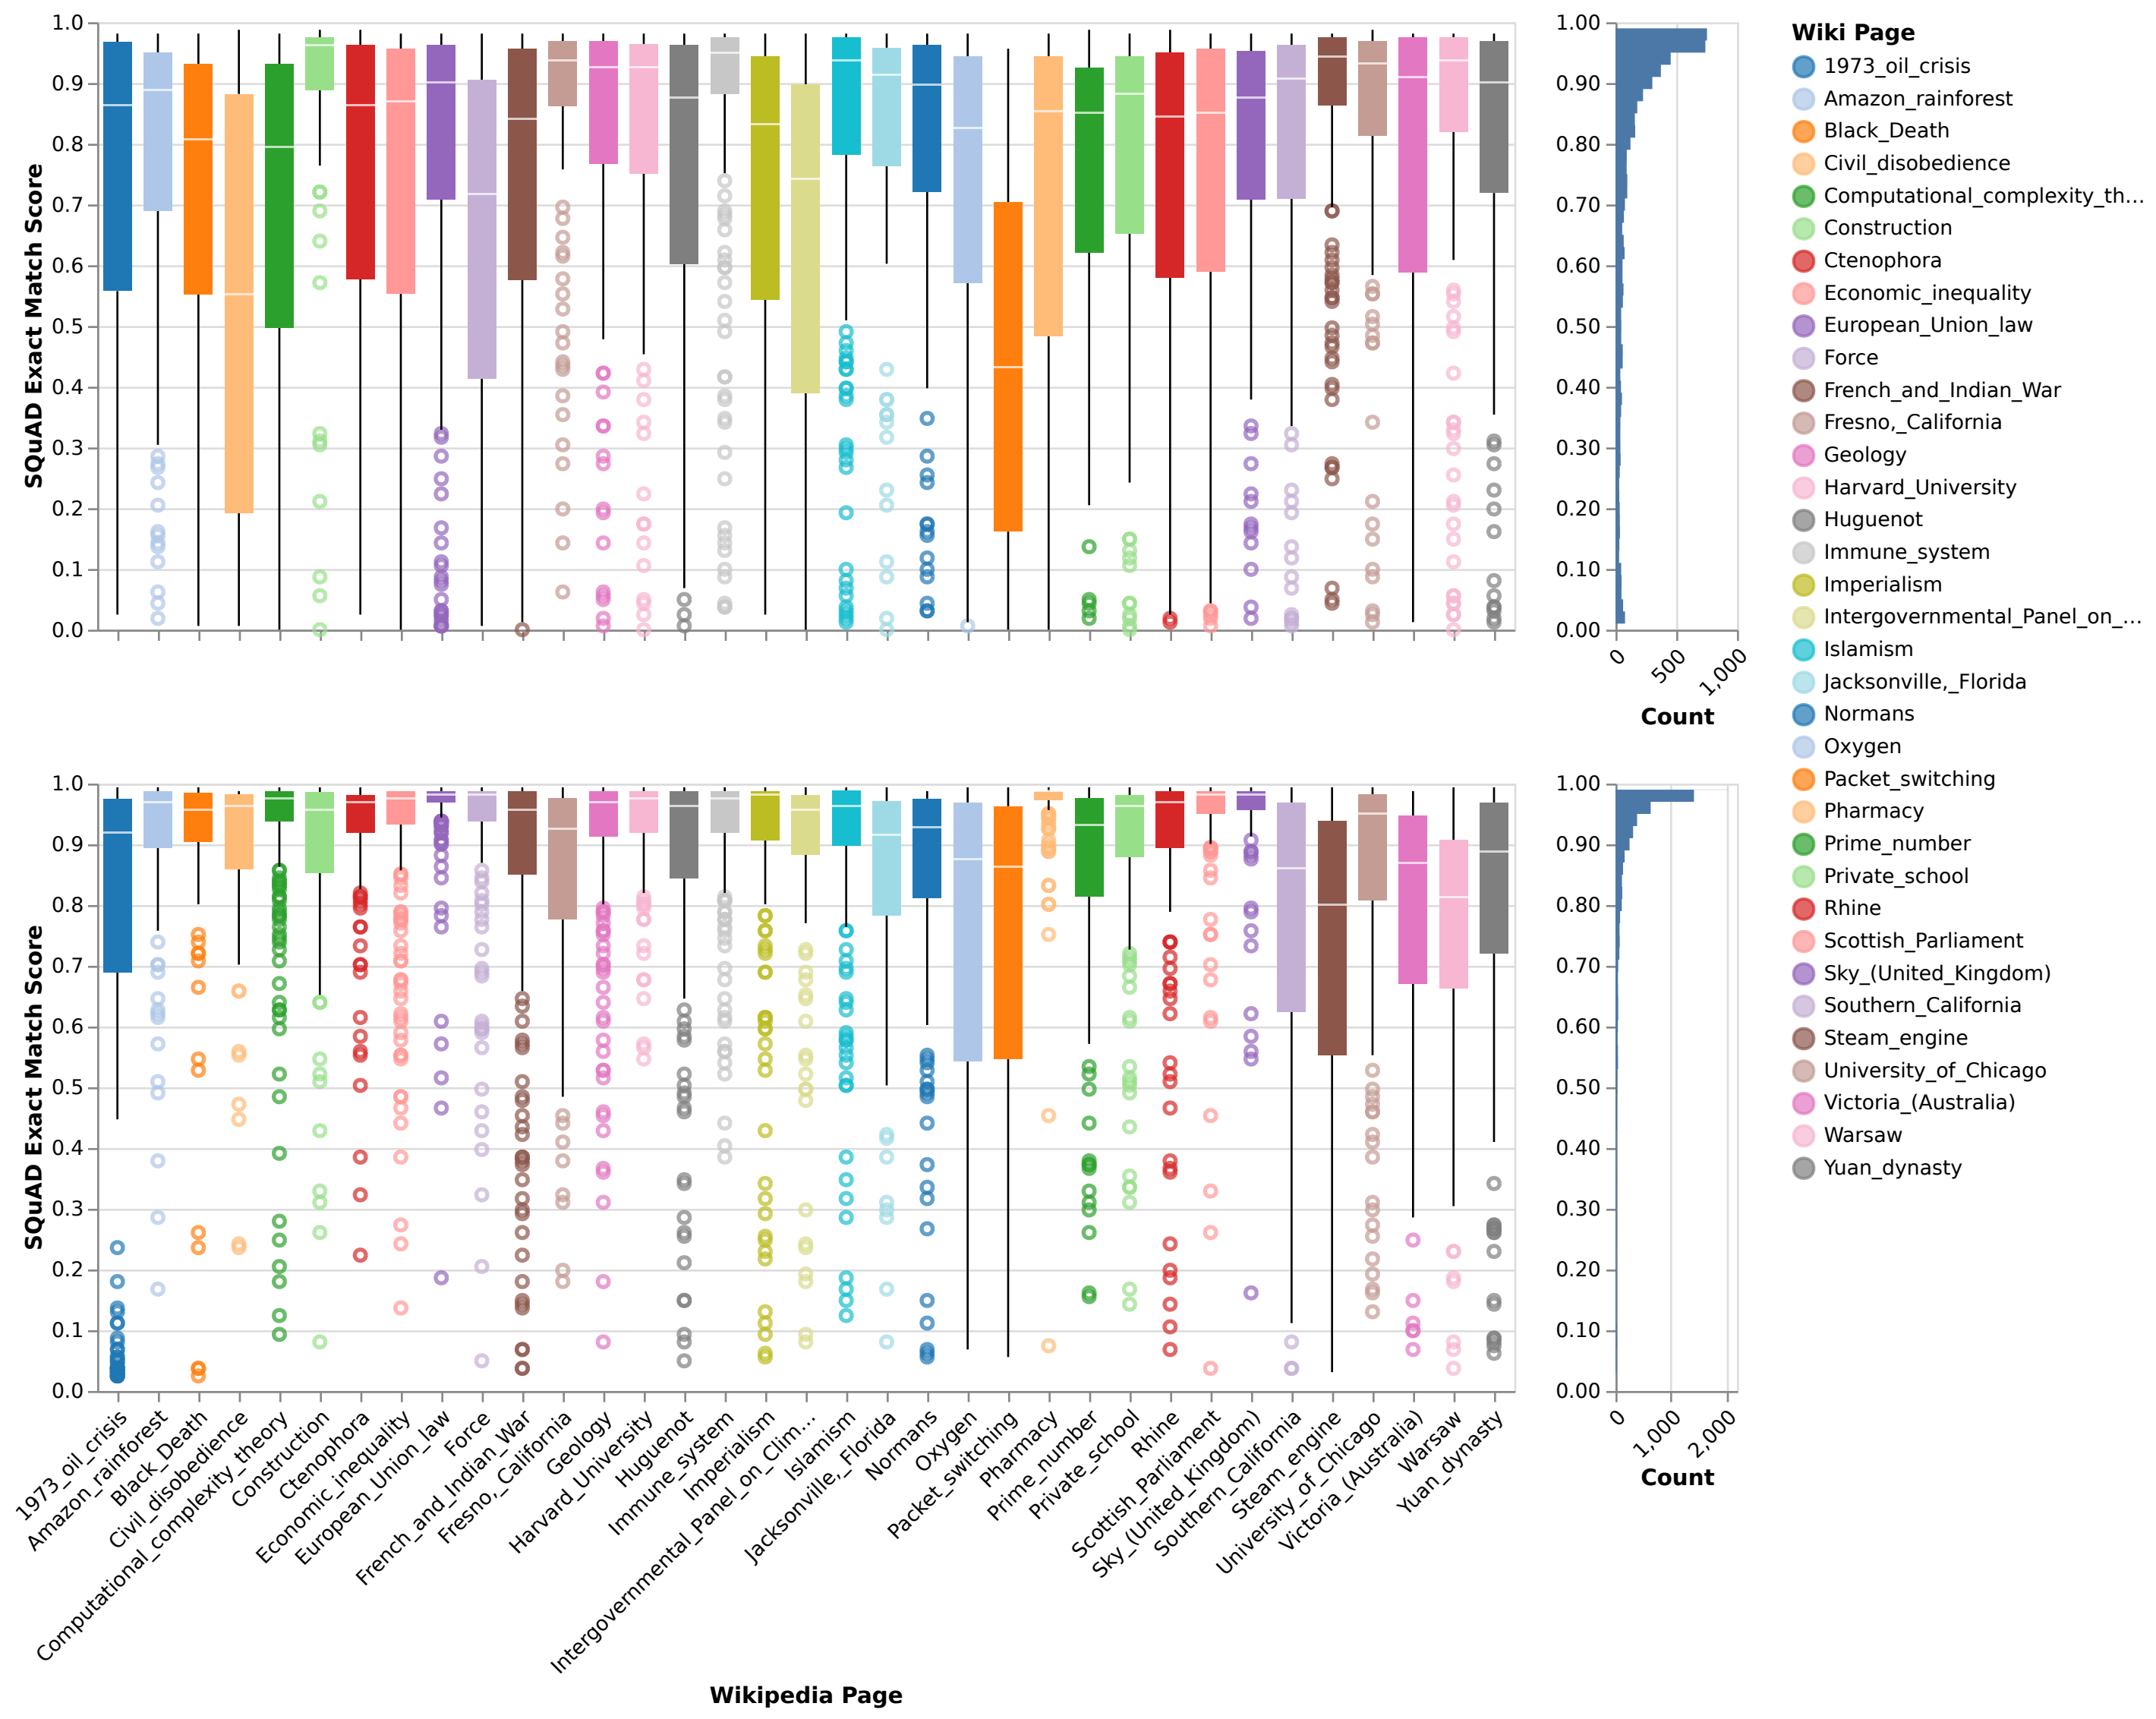 1.0
0.9
0.8
0.7
0.6
0.5
0.4
0.3
0.2
0.1
0.0
SQuAD Exact Match Score
1.00
0.90
0.80
0.70
0.60
0.50
0.40
0.30
0.20
0.10
0.00
0
500
1,000
Count
1.0
0.9
0.8
0.7
0.6
0.5
0.4
0.3
0.2
0.1
0.0
SQuAD Exact Match Score
1973_oil_crisis
Amazon_rainforest
Black_Death
Civil_disobedience
Computational_complexity_theory
Construction
Ctenophora
Economic_inequality
European_Union_law
Force
French_and_Indian_War
Fresno,_California
Geology
Harvard_University
Huguenot
Immune_system
Imperialism
Intergovernmental_Panel_on_Clim...
Islamism
Jacksonville,_Florida
Normans
Oxygen
Packet_switching
Pharmacy
Prime_number
Private_school
Rhine
Scottish_Parliament
Sky_(United_Kingdom)
Southern_California
Steam_engine
University_of_Chicago
Victoria_(Australia)
Warsaw
Yuan_dynasty
Wikipedia Page
1.00
0.90
0.80
0.70
0.60
0.50
0.40
0.30
0.20
0.10
0.00
0
1,000
2,000
Count
Wiki Page
1973_oil_crisis
Amazon_rainforest
Black_Death
Civil_disobedience
Computational_complexity_th...
Construction
Ctenophora
Economic_inequality
European_Union_law
Force
French_and_Indian_War
Fresno,_California
Geology
Harvard_University
Huguenot
Immune_system
Imperialism
Intergovernmental_Panel_on_...
Islamism
Jacksonville,_Florida
Normans
Oxygen
Packet_switching
Pharmacy
Prime_number
Private_school
Rhine
Scottish_Parliament
Sky_(United_Kingdom)
Southern_California
Steam_engine
University_of_Chicago
Victoria_(Australia)
Warsaw
Yuan_dynasty